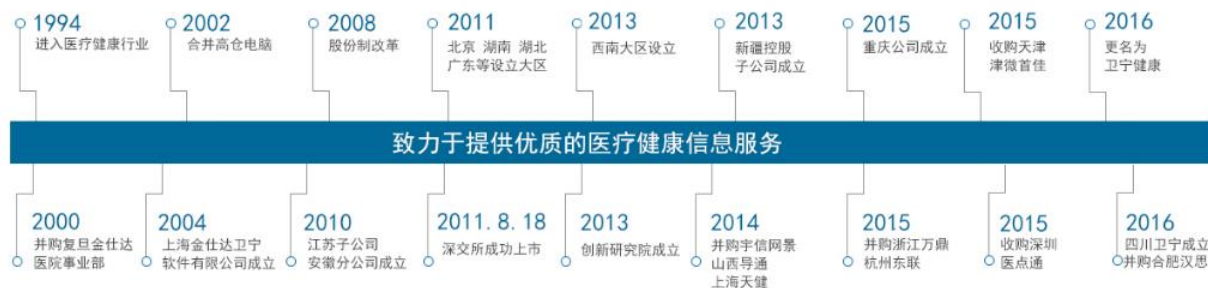 1994
进入医疗健康行业
2002
合并高仓电脑
2008
股份制改革
2011
北京 湖南 湖北
广东等设立大区
2013
西南大区设立
2013
新疆控股
子公司成立
2015
重庆公司成立
2015
收购天津
津微首佳
2016
更名为
卫宁健康
致力于提供优质的医疗健康信息服务
2000
并购复旦金仕达
医院事业部
2004
上海金仕达卫宁
软件有限公司成立
2010
江苏子公司
安徽分公司成立
2011.8.18
深交所成功上市
2013
创新研究院成立
2014
并购宇信网景
山西导通
上海天健
2015
并购浙江万鼎
杭州东联
2015
收购深圳
医点通
2016
四川卫宁成立
并购合肥汉思